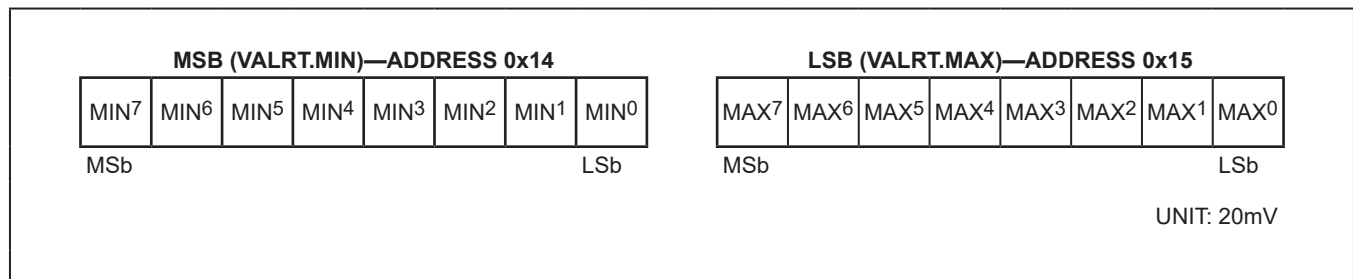 MSB (VALRT.MIN)—ADDRESS 0x14
MIN7 MIN6 MIN5 MIN4 MIN3 MIN2 MIN1 MIN0
MSb LSb
LSB (VALRT.MAX)—ADDRESS 0x15
MAX7 MAX6 MAX5 MAX4 MAX3 MAX2 MAX1 MAX0
MSb LSb
UNIT: 20mV